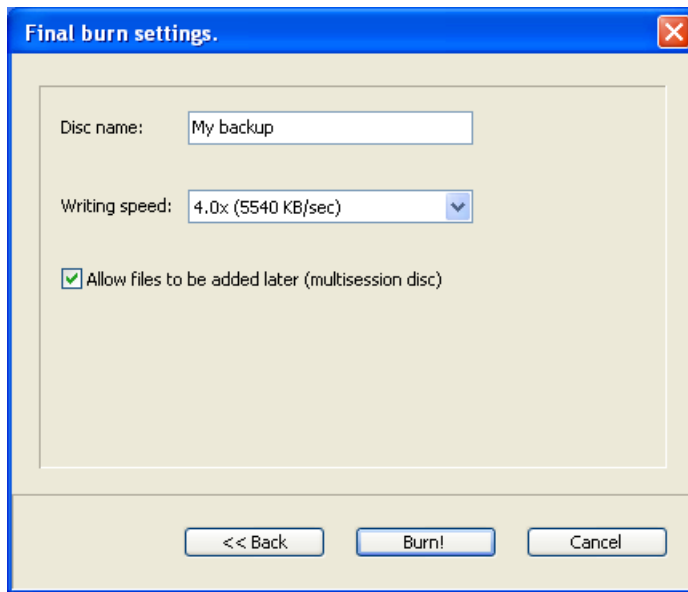 Final burn settings.
Disc name: My backup
Writing speed: 4.0x (5540 KB/sec)
Allow files to be added later (multisession disc)
<< Back Burn! Cancel